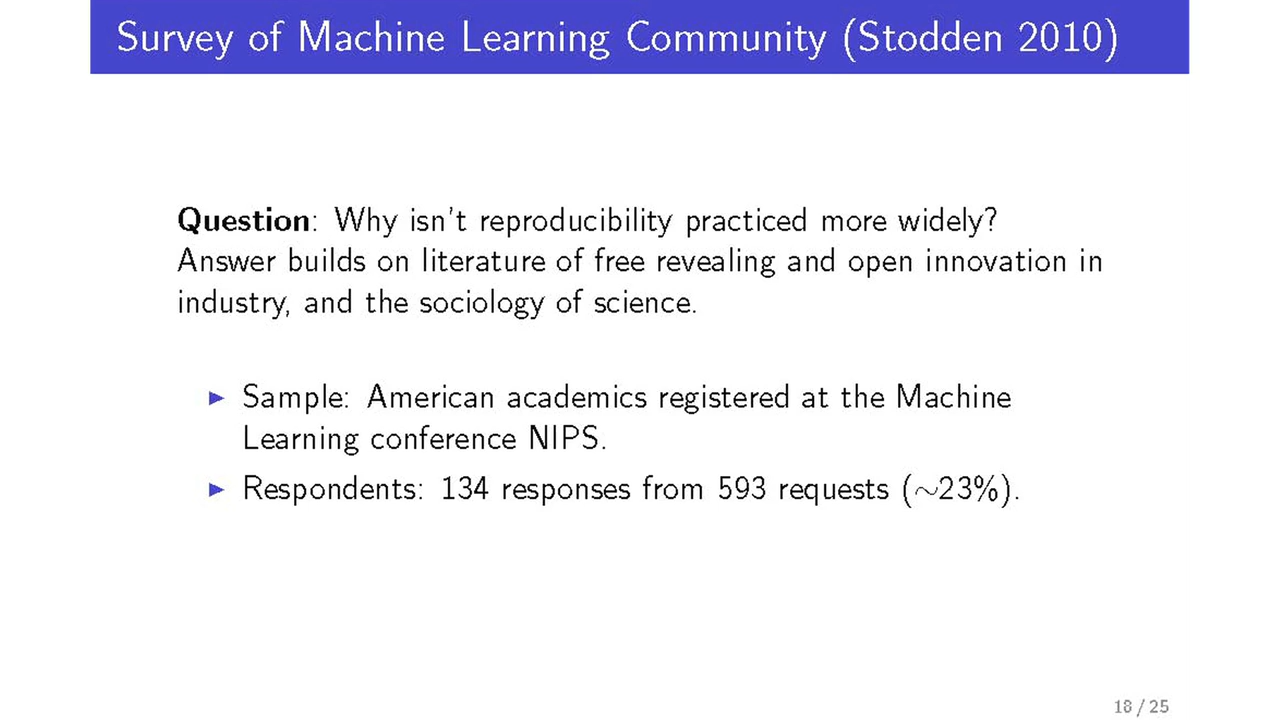 Survey of Machine Learning Community (Stodden 2010)
Question: Why isn't reproducibility practiced more widely?
Answer builds on literature of free revealing and open innovation in
industry, and the sociology of science.
▶ Sample: American academics registered at the Machine
Learning conference NIPS.
▶ Respondents: 134 responses from 593 requests (~23%).
18 / 25